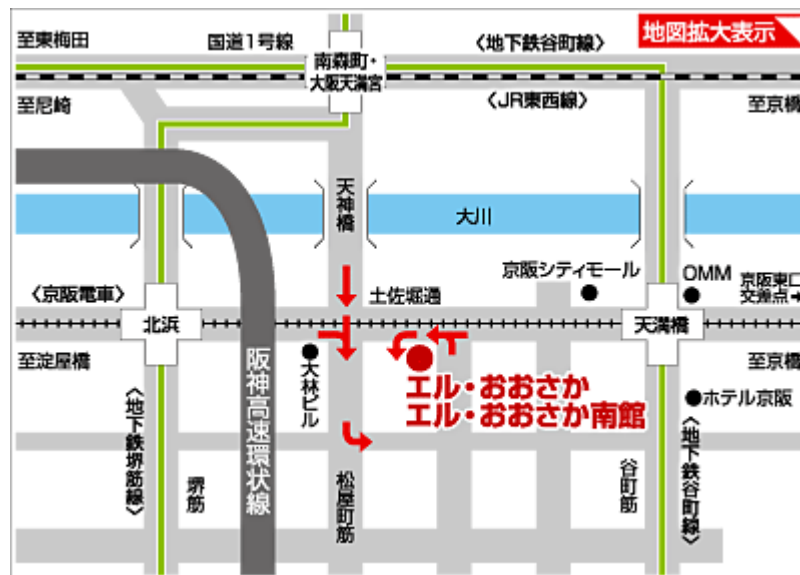 至東梅田
国道1号線
〈地下鉄谷町線〉
地図拡大表示
南森町・
大阪天満宮
至尼崎
〈JR東西線〉
至京橋
天神橋
大川
京阪シティモール
OMM
京阪東口
交差点➔
〈京阪電車〉
土佐堀通
北浜
天満橋
至淀屋橋
大林ビル
至京橋
阪神高速環状線
エル・おおさか
エル・おおさか南館
ホテル京阪
〈地下鉄堺筋線〉
堺筋
松屋町筋
谷町筋
〈地下鉄谷町線〉